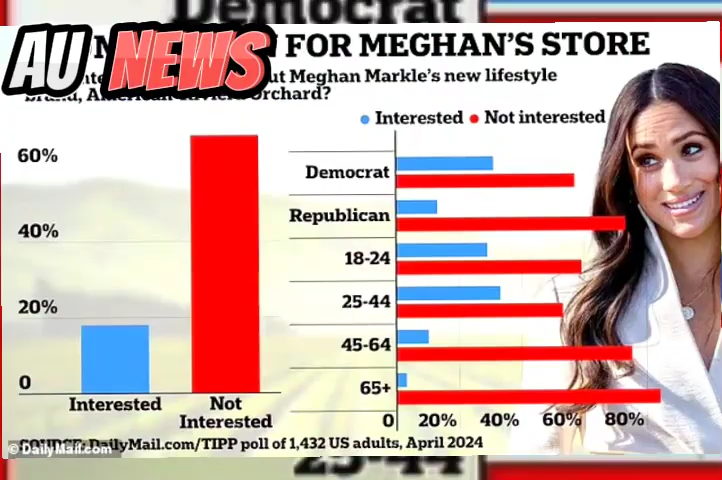 Democrat
AU NEWS
FOR MEGHAN'S STORE
ut Meghan Markle's new lifestyle
Orchard?
Interested Not interested
60%
40%
20%
0
Interested
Not
Interested
Democrat
Republican
18-24
25-44
45-64
65+
0 20% 40% 60% 80%
SOURCE: DailyMail.com/TIPP poll of 1,432 US adults, April 2024
© DailyMail.com
25-44